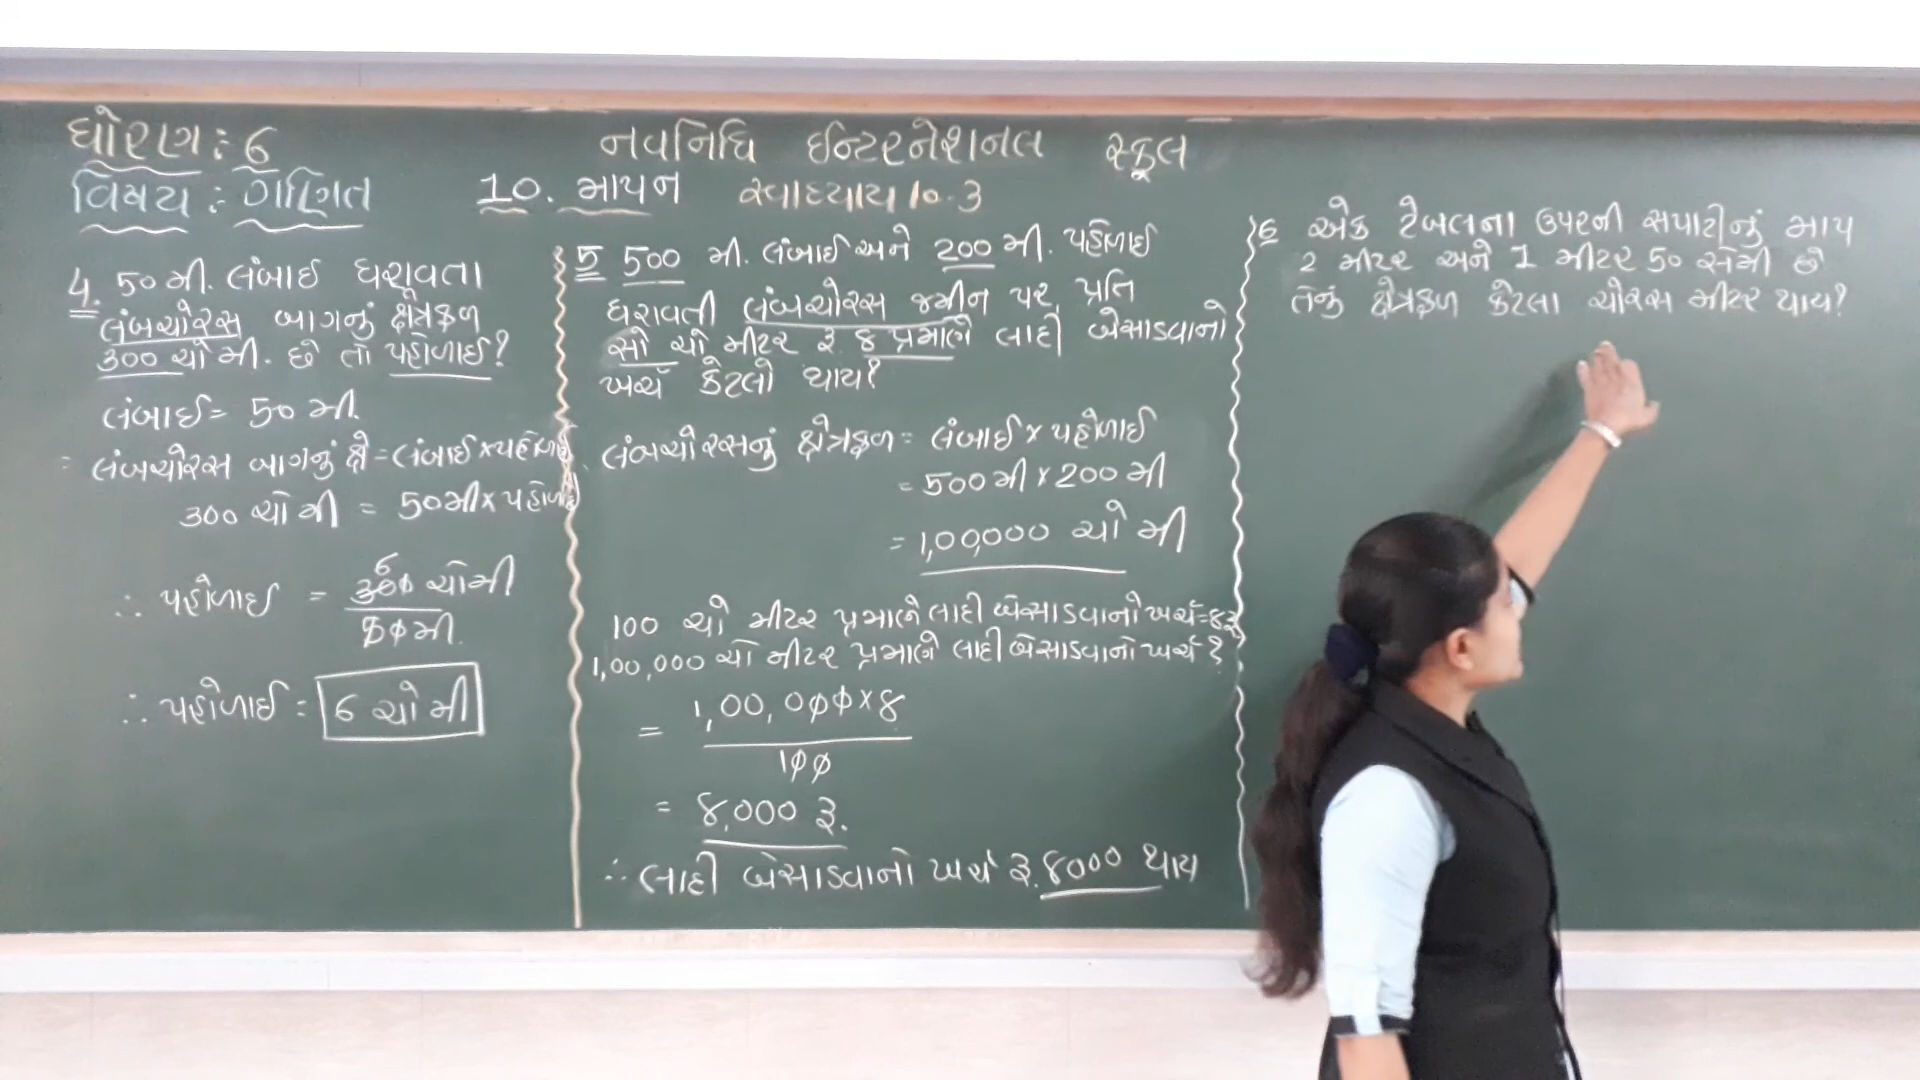 ધોરણ : 6
નવનિધિ ઈન્ટરનેશનલ સ્કૂલ
વિષય : ગણિત
10. માપન સ્વાધ્યાય 10.3
4. 50 મી. લંબાઈ ધરાવતા
લંબચોરસ બાગનું ક્ષેત્રફળ
300 ચો મી. છે તો પહોળાઈ?
લંબાઈ = 50 મી.
= લંબચોરસ બાગનું ક્ષે = લંબાઈ × પહોળાઈ
300 ચો મી = 50મી × પહોળાઈ
∴ પહોળાઈ = 300 ચોમી
6
50મી.
∴ પહોળાઈ = 6 ચો મી
5 500 મી. લંબાઈ અને 200 મી. પહોળાઈ
ધરાવતી લંબચોરસ જમીન પર, પ્રતિ
સો ચો મીટર રૂ. 8 પ્રમાણે લાદી બેસાડવાનો
ખર્ચ કેટલો થાય?
લંબચોરસનું ક્ષેત્રફળ = લંબાઈ × પહોળાઈ
= 500 મી × 200 મી
= 1,00,000 ચો મી
100 ચો મીટર પ્રમાણે લાદી બેસાડવાનો ખર્ચ = 8 રૂ
1,00,000 ચો મીટર પ્રમાણે લાદી બેસાડવાનો ખર્ચ ?
= 1,00,000 × 8
100
= 8,000 રૂ.
∴ લાદી બેસાડવાનો ખર્ચ રૂ. 8000 થાય
6 એક ટેબલના ઉપરની સપાટીનું માપ
2 મીટર અને 1 મીટર 50 સેમી છે
તેનું ક્ષેત્રફળ કેટલા ચોરસ મીટર થાય?